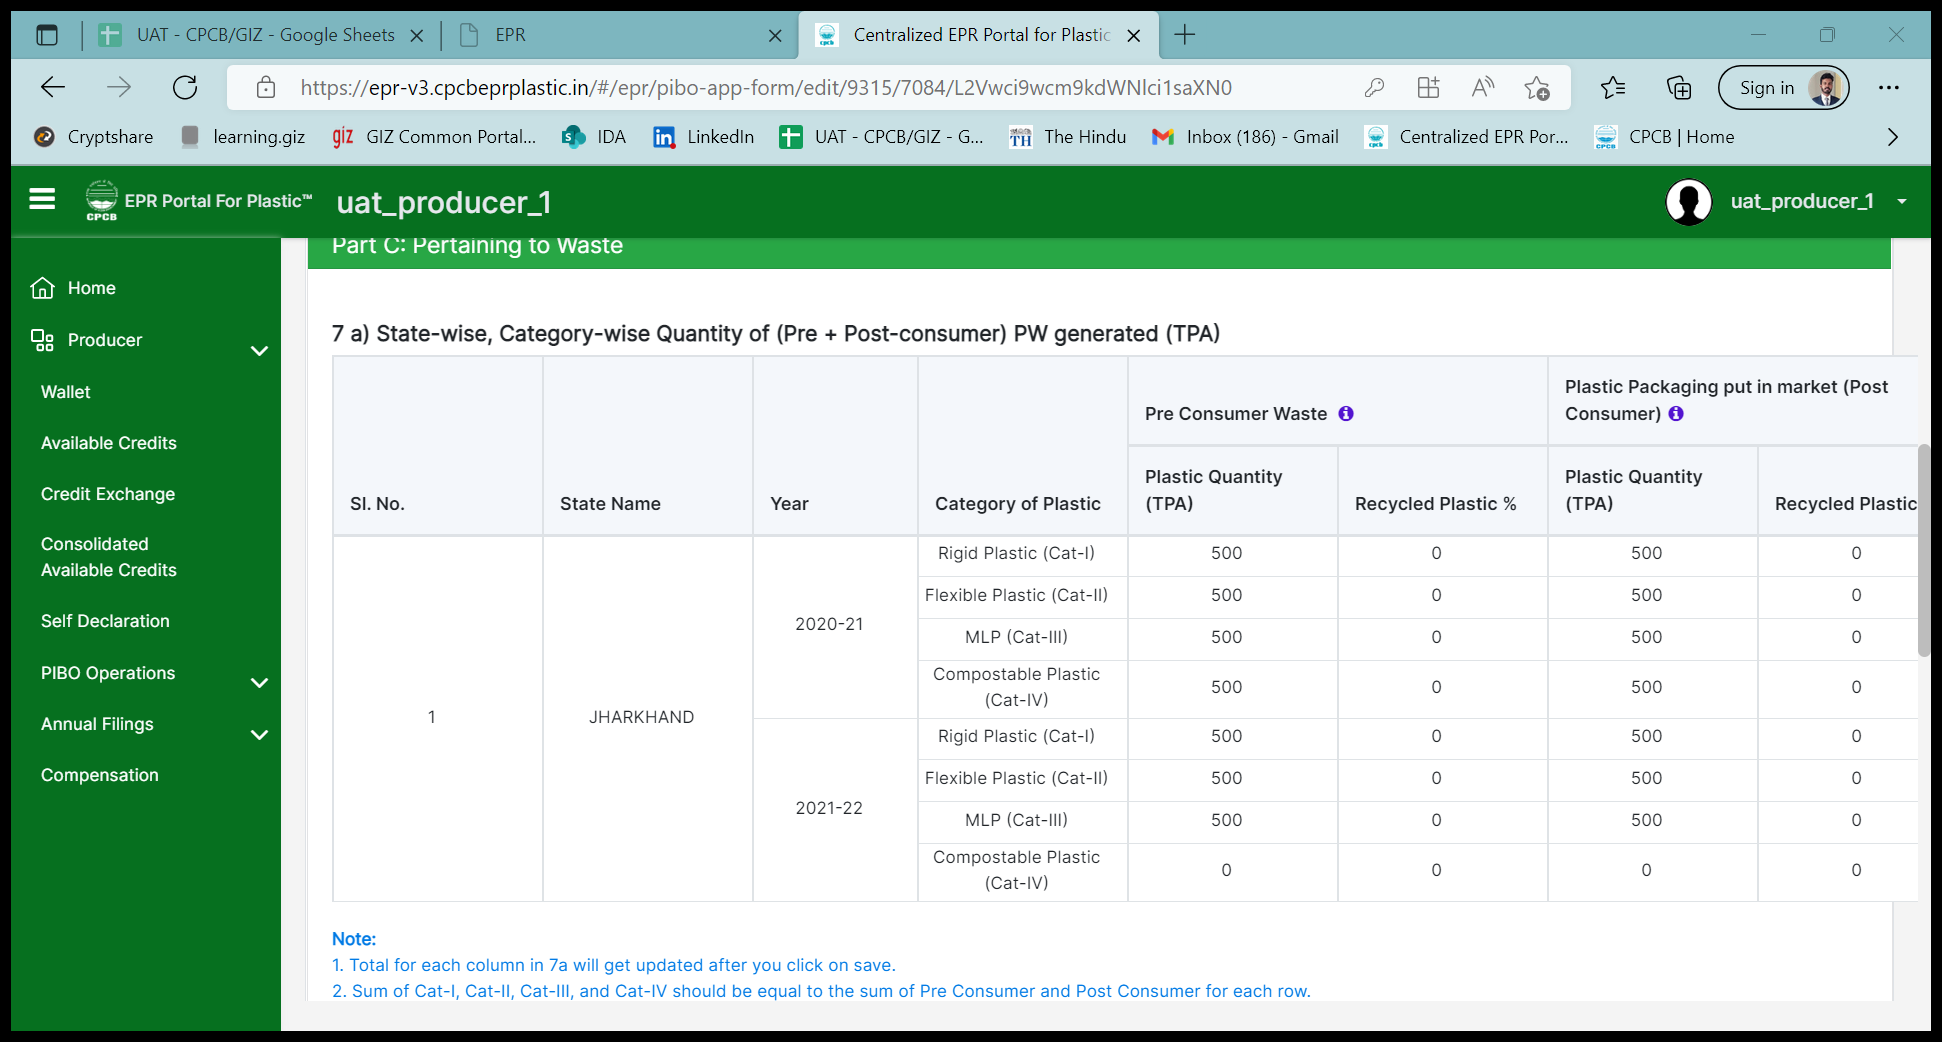 UAT - CPCB/GIZ - Google Sheets
EPR
Centralized EPR Portal for Plastic
https://epr-v3.cpcbeprplastic.in/#/epr/pibo-app-form/edit/9315/7084/L2Vwci9wcm9kdWNlci1saXN0
Sign in
Cryptshare
learning.giz
giz GIZ Common Portal...
IDA
LinkedIn
UAT - CPCB/GIZ - G...
TH The Hindu
Inbox (186) - Gmail
Centralized EPR Por...
CPCB | Home
CPCB EPR Portal For Plastic™
uat_producer_1
uat_producer_1
Home
Producer
Wallet
Available Credits
Credit Exchange
Consolidated
Available Credits
Self Declaration
PIBO Operations
Annual Filings
Compensation
Part C: Pertaining to Waste
7 a) State-wise, Category-wise Quantity of (Pre + Post-consumer) PW generated (TPA)
Pre Consumer Waste
Plastic Packaging put in market (Post
Consumer)
Sl. No.
State Name
Year
Category of Plastic
Plastic Quantity
(TPA)
Recycled Plastic %
Plastic Quantity
(TPA)
Recycled Plastic
1
JHARKHAND
2020-21
Rigid Plastic (Cat-I) 500 0 500 0
Flexible Plastic (Cat-II) 500 0 500 0
MLP (Cat-III) 500 0 500 0
Compostable Plastic
(Cat-IV) 500 0 500 0
2021-22
Rigid Plastic (Cat-I) 500 0 500 0
Flexible Plastic (Cat-II) 500 0 500 0
MLP (Cat-III) 500 0 500 0
Compostable Plastic
(Cat-IV) 0 0 0 0
Note:
1. Total for each column in 7a will get updated after you click on save.
2. Sum of Cat-I, Cat-II, Cat-III, and Cat-IV should be equal to the sum of Pre Consumer and Post Consumer for each row.